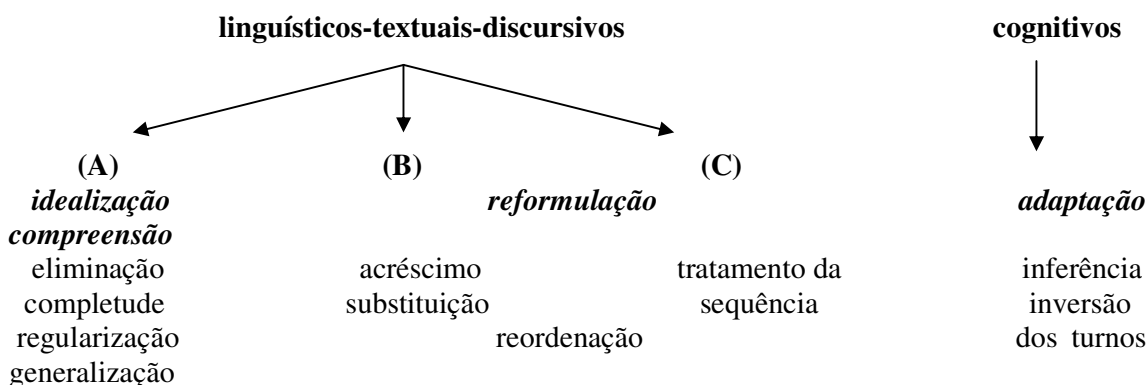 linguísticos-textuais-discursivos cognitivos
(A) (B) (C)
idealização reformulação adaptação
compreensão
eliminação acréscimo tratamento da inferência
completude substituição sequência inversão
regularização reordenação dos turnos
generalização